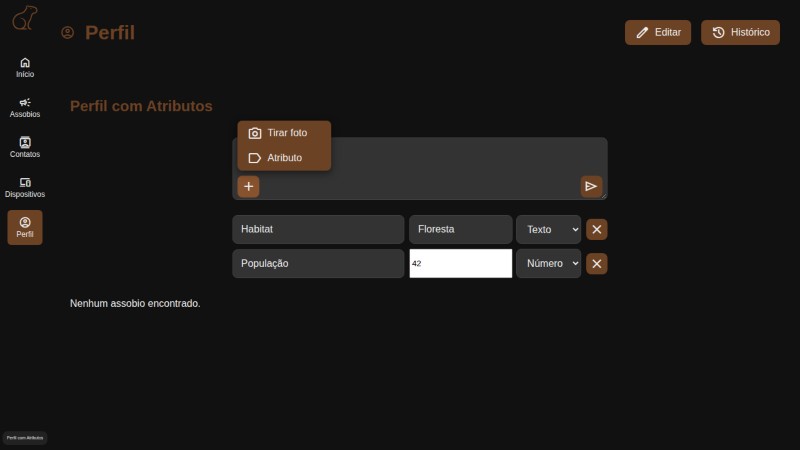 Perfil
Editar
Histórico
Início
Assobios
Contatos
Dispositivos
Perfil
Perfil com Atributos
Tirar foto
Atributo
Habitat
Floresta
Texto
População
42
Número
Nenhum assobio encontrado.
Perfil com Atributos